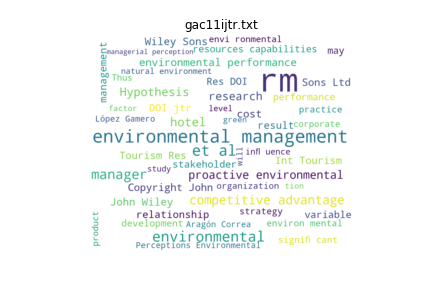 gac11ijtr.txt
Wiley Sons
envi ronmental
managerial perception
resources capabilities
may
Thus
environmental performance
management
natural environment
rm
Res DOI
Sons Ltd
Hypothesis
research
performance
factor
DOI jtr
level
practice
López Gamero
hotel
green
cost
result
corporate
environmental management
et al
infl uence
Tourism Res
will
Int Tourism
stakeholder
manager
study
proactive environmental
Copyright John
organization
tion
John Wiley
competitive advantage
relationship
strategy
variable
product
development
Aragón Correa
environ mental
environmental
signifi cant
Perceptions Environmental